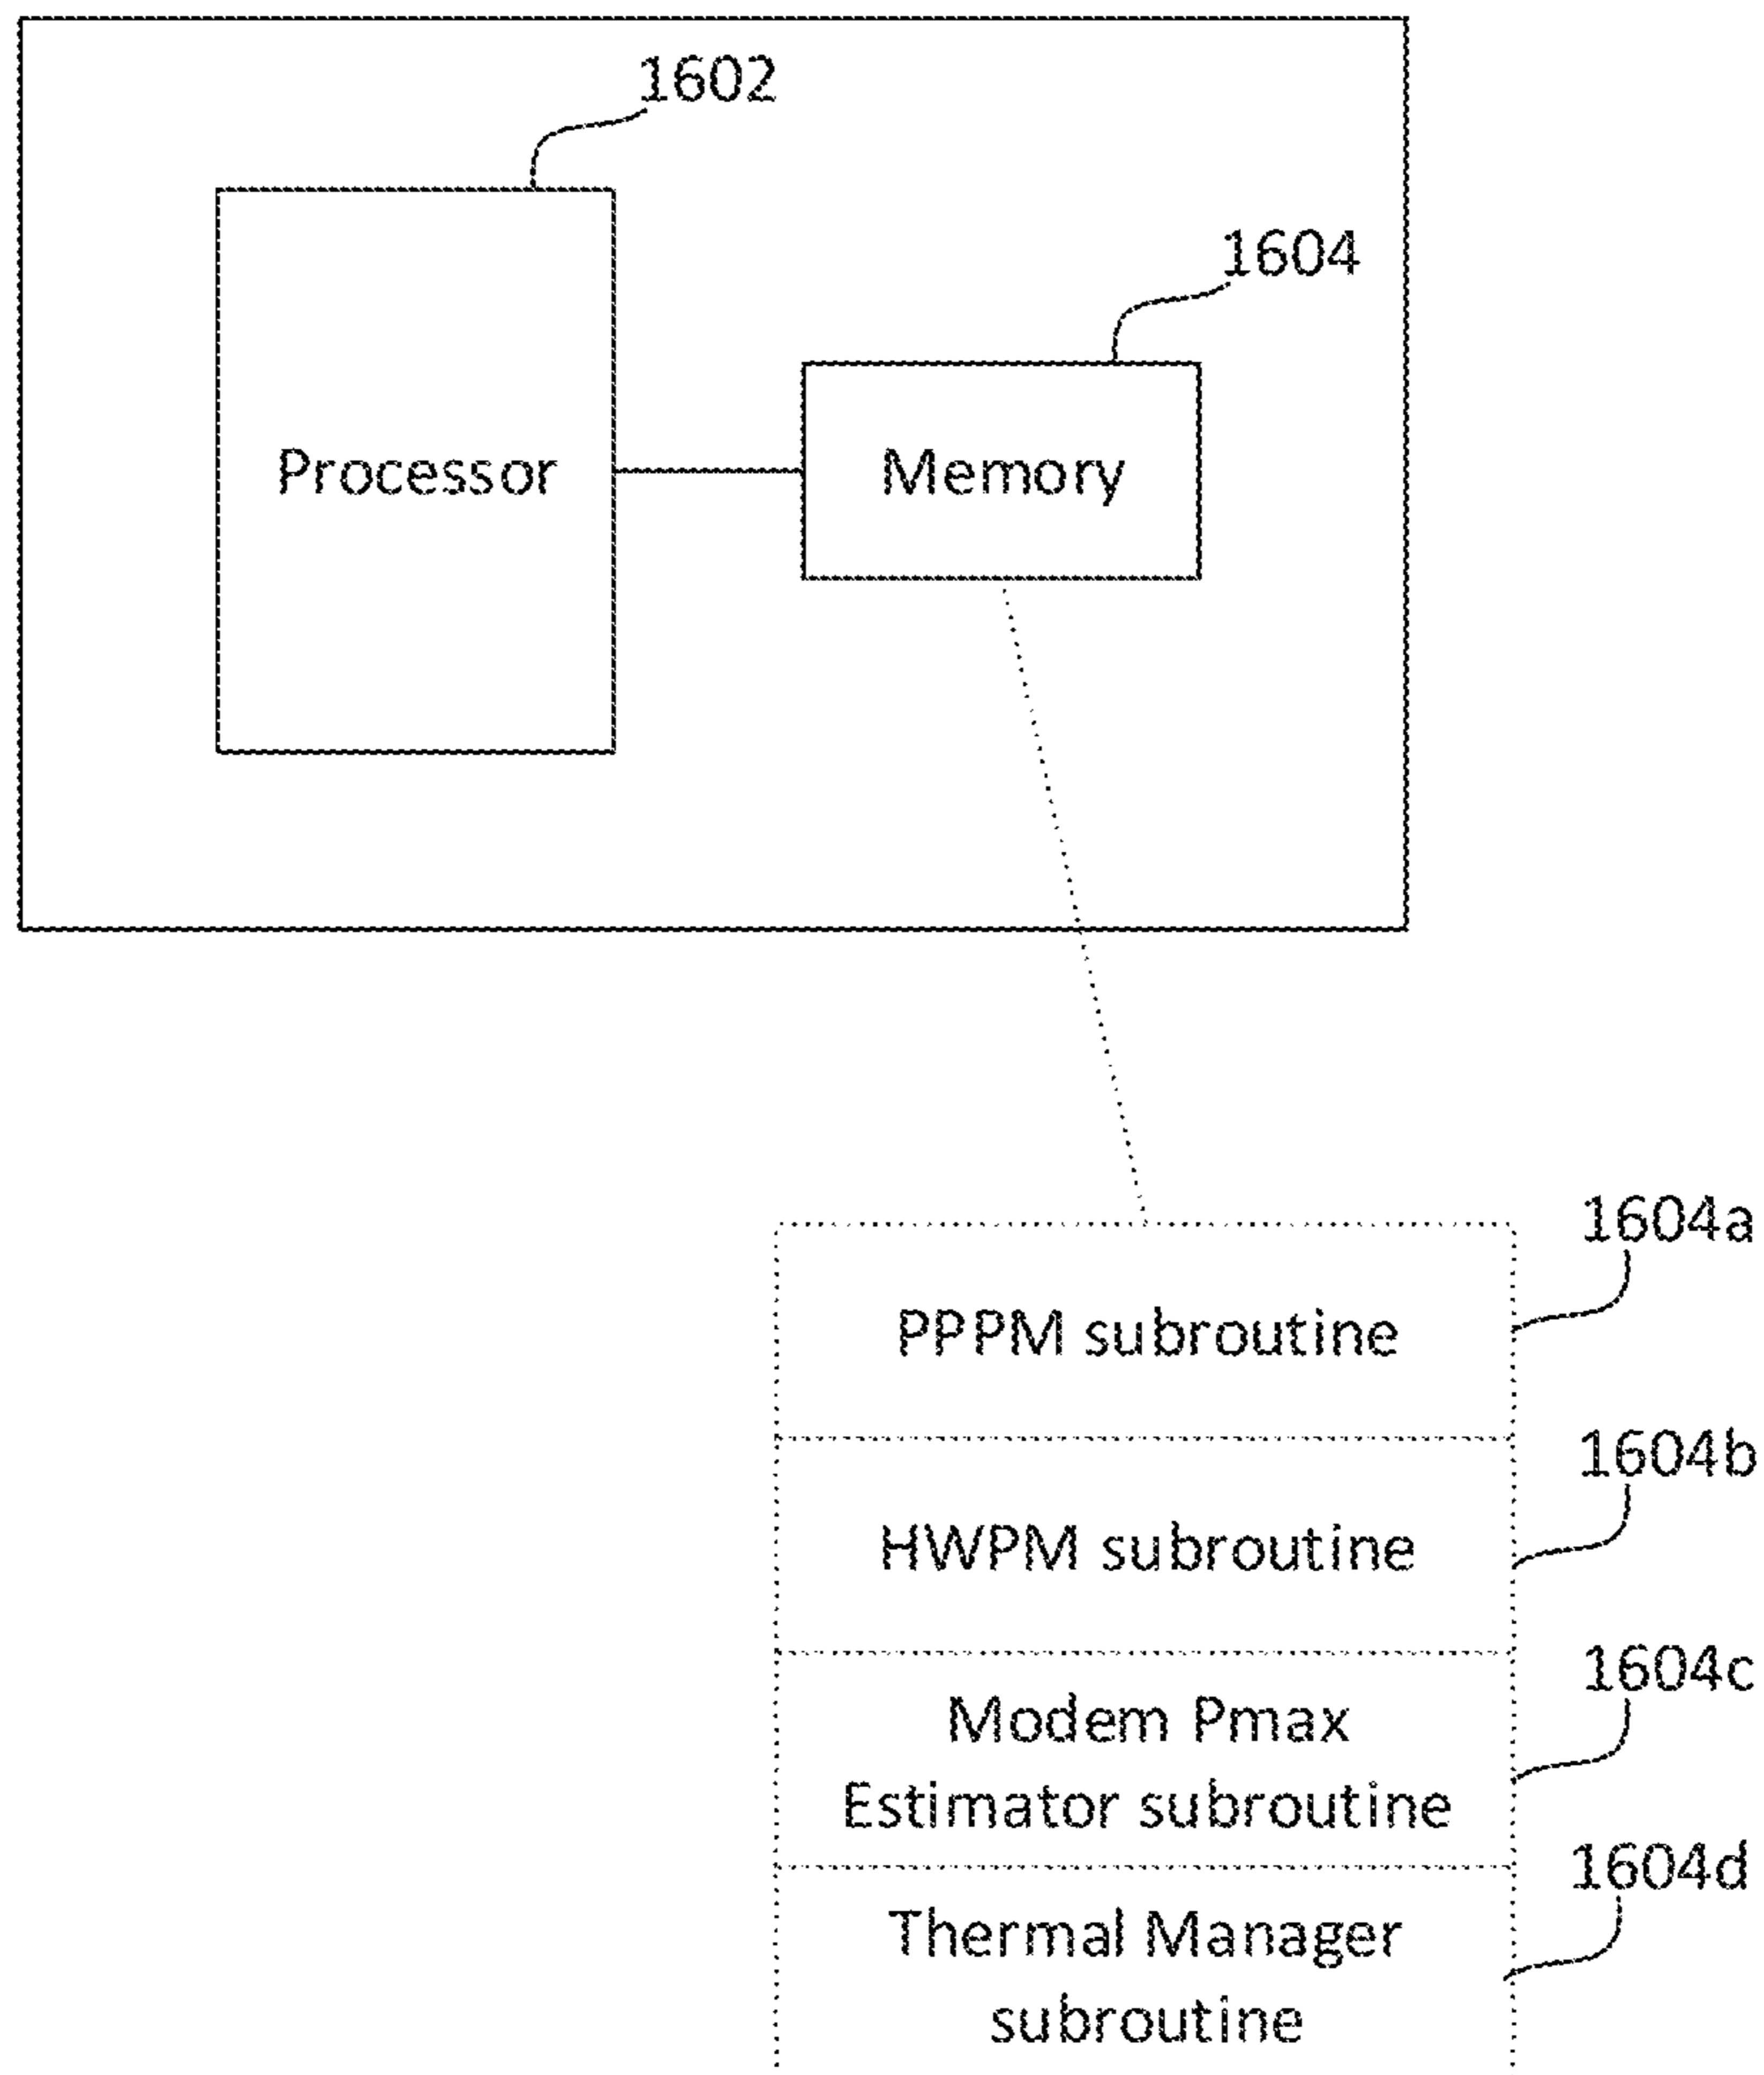 1602
1604
Processor
Memory
1604a
PPPM subroutine
1604b
HWPM subroutine
1604c
Modem Pmax
Estimator subroutine
1604d
Thermal Manager
subroutine